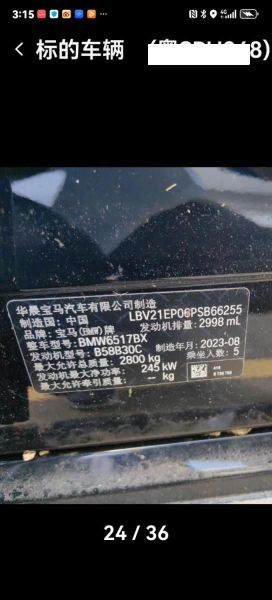 3:15
标的车辆
8)
华晨宝马汽车有限公司制造
制造国：中国 LBV21EP06PSB66255
品牌：宝马(BMW)牌 发动机排量：2998 mL
整车型号：BMW6517BX
发动机型号：B58B30C 制造年月：2023-08
最大允许总质量：2800 kg 乘坐人数：5
发动机最大净功率：245 kW
最大允许牵引质量：-- kg
24 / 36